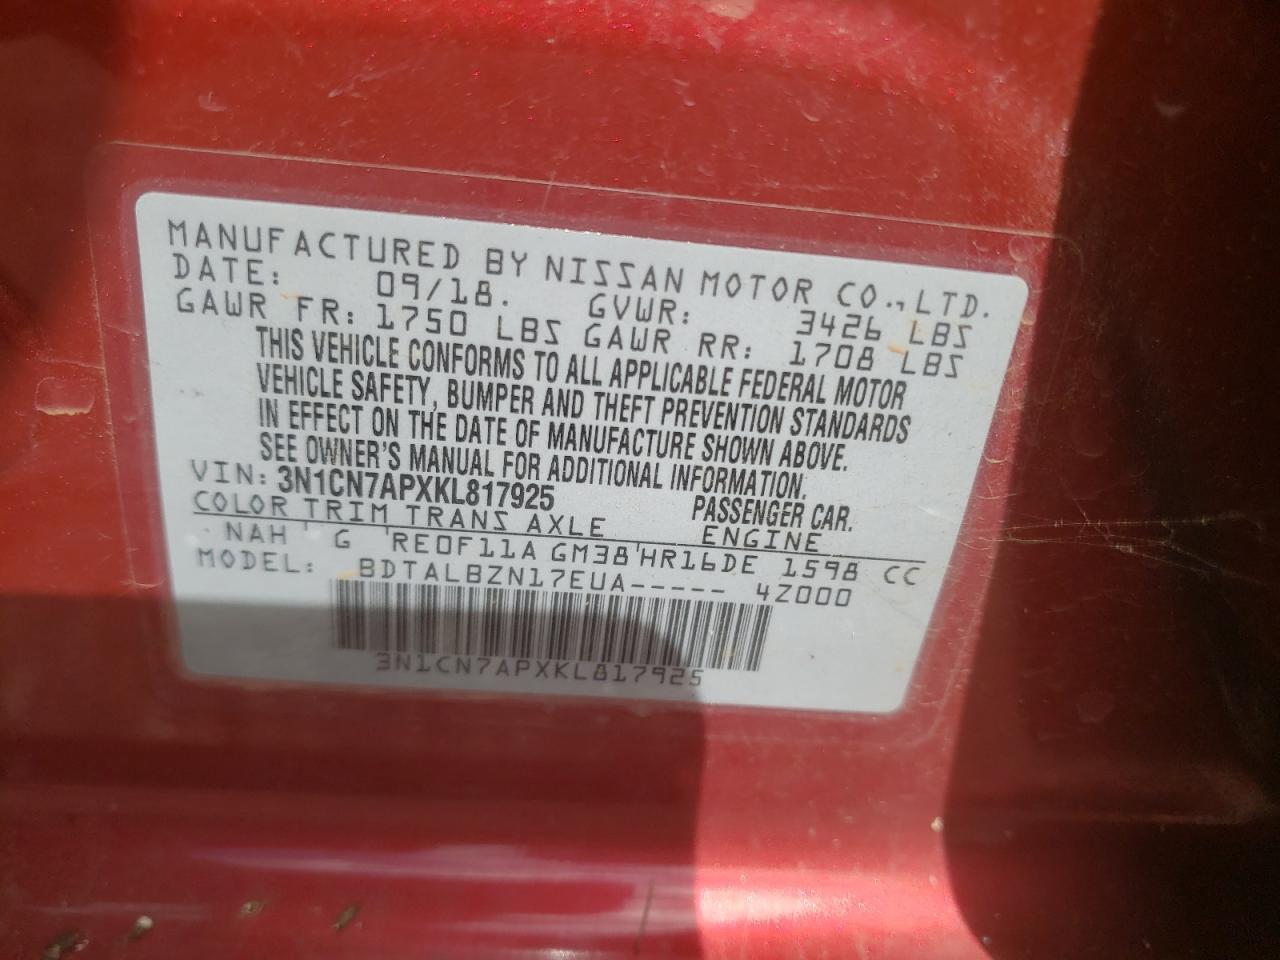 MANUFACTURED BY NISSAN MOTOR CO., LTD.
DATE: 09/18. GVWR: 3426 LBS
GAWR FR: 1750 LBS GAWR RR: 1708 LBS
THIS VEHICLE CONFORMS TO ALL APPLICABLE FEDERAL MOTOR
VEHICLE SAFETY, BUMPER AND THEFT PREVENTION STANDARDS
IN EFFECT ON THE DATE OF MANUFACTURE SHOWN ABOVE.
SEE OWNER'S MANUAL FOR ADDITIONAL INFORMATION.
VIN: 3N1CN7APXKL817925 PASSENGER CAR.
COLOR TRIM TRANS AXLE ENGINE
NAH G RE0F11A GM38 HR16DE 1598 CC
MODEL: BDTALBZN17EUA----- 4Z000
3N1CN7APXKL817925